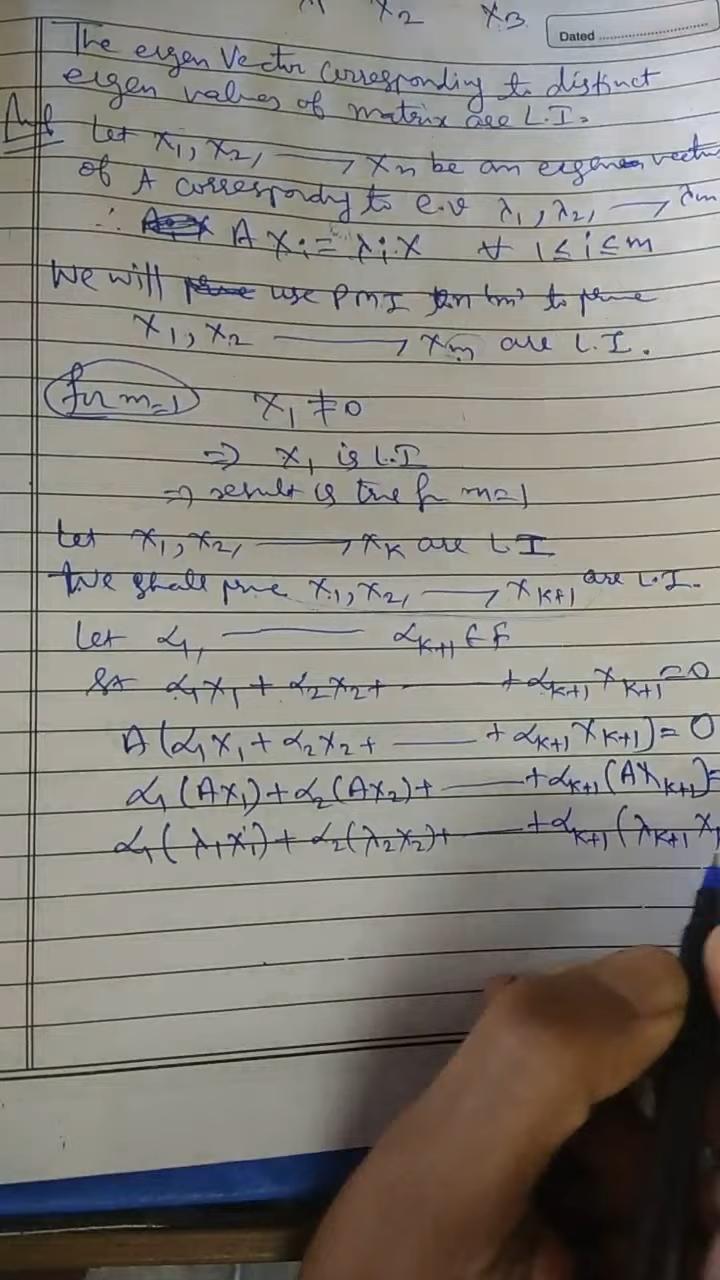 x2 x3
Dated
The eigen Vector corresponding to distinct
eigen values of matrix are L.I.
Let x1, x2, ⟶ xn be an eigen vector
of A correspondy to e.v λ1, λ2, ⟶ λm
∴ A xi = λi x ∀ 1 ≤ i ≤ m
We will use PMI on 'm' to prove
x1, x2 ⟶ xm are L.I.
for m=1 x1 ≠ 0
⇒ x1 is L.I
⇒ result is true for m=1
Let x1, x2, ⟶ xK are L.I
We shall prove x1, x2, ⟶ xK+1 are L.I.
Let α1, —— αK+1 ∈ F
St α1x1 + α2x2 + —— + αK+1 xK+1 = 0
A(α1x1 + α2x2 + —— + αK+1 xK+1) = 0
α1(Ax1) + α2(Ax2) + —— + αK+1(AxK+1) =
α1(λ1x1) + α2(λ2x2) + —— + αK+1(λK+1 x